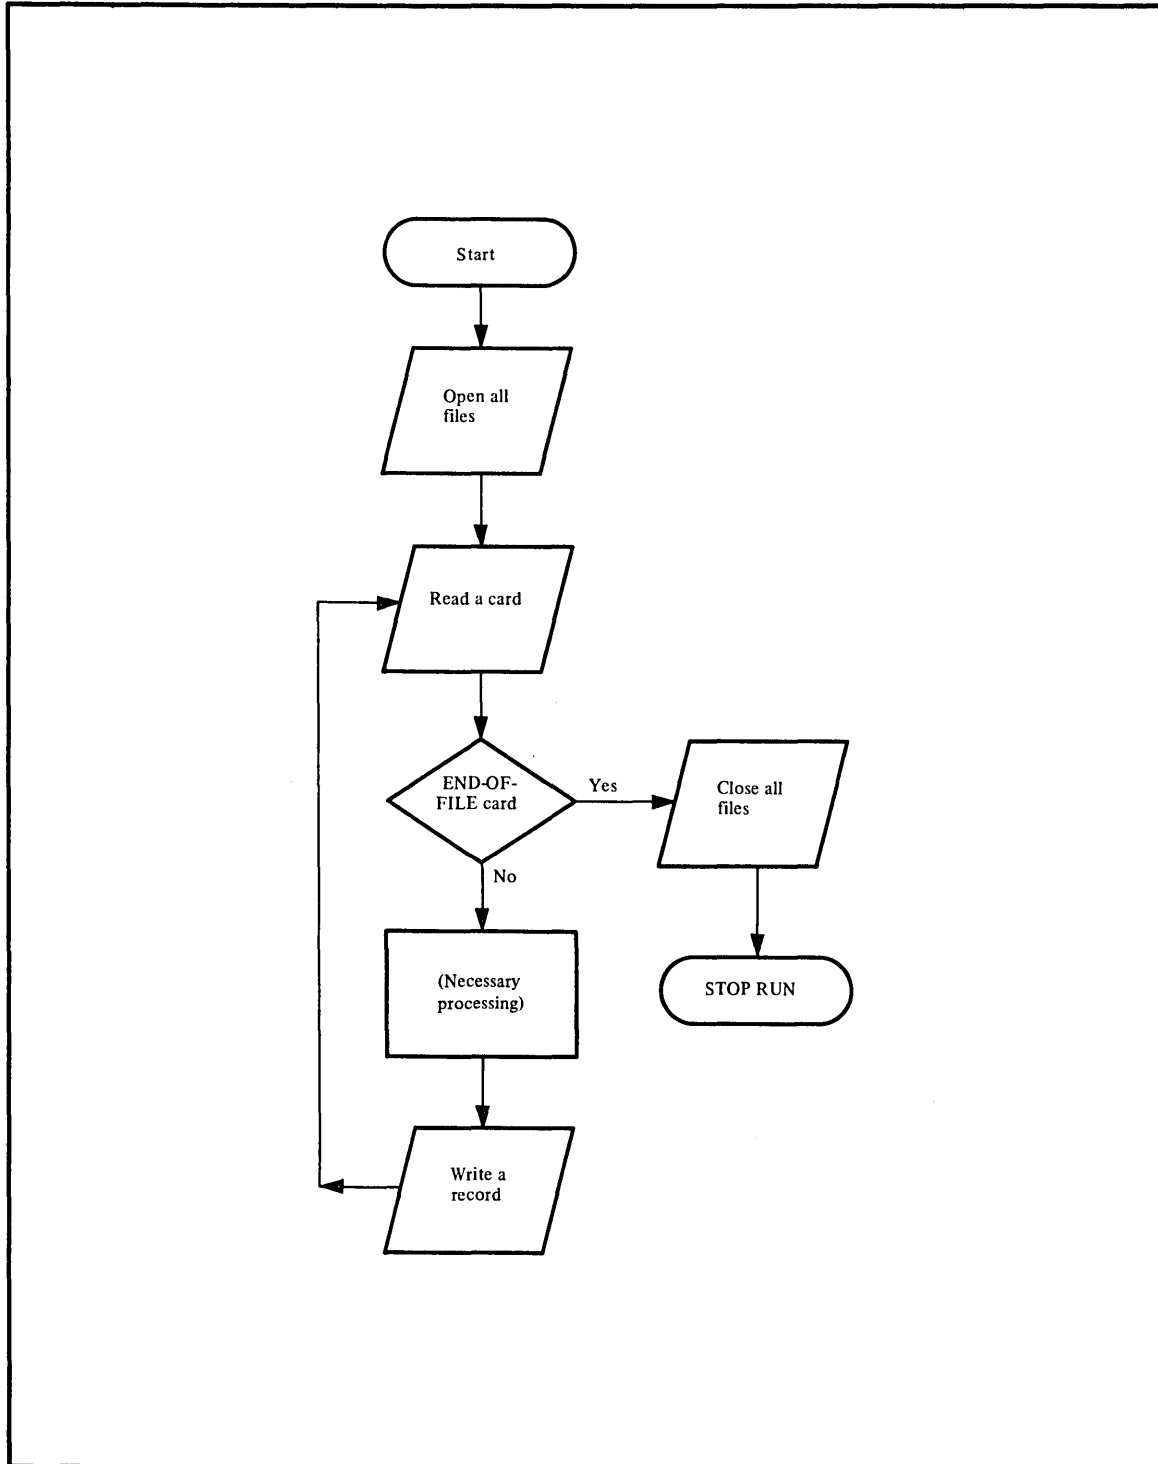 Start
Open all
files
Read a card
END-OF-
FILE card
Yes
Close all
files
No
(Necessary
processing)
STOP RUN
Write a
record